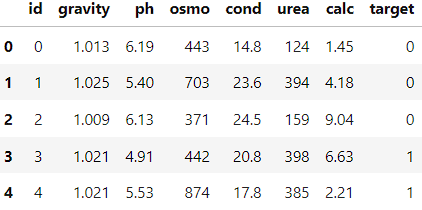 id gravity ph osmo cond urea calc target
0 0 1.013 6.19 443 14.8 124 1.45 0
1 1 1.025 5.40 703 23.6 394 4.18 0
2 2 1.009 6.13 371 24.5 159 9.04 0
3 3 1.021 4.91 442 20.8 398 6.63 1
4 4 1.021 5.53 874 17.8 385 2.21 1